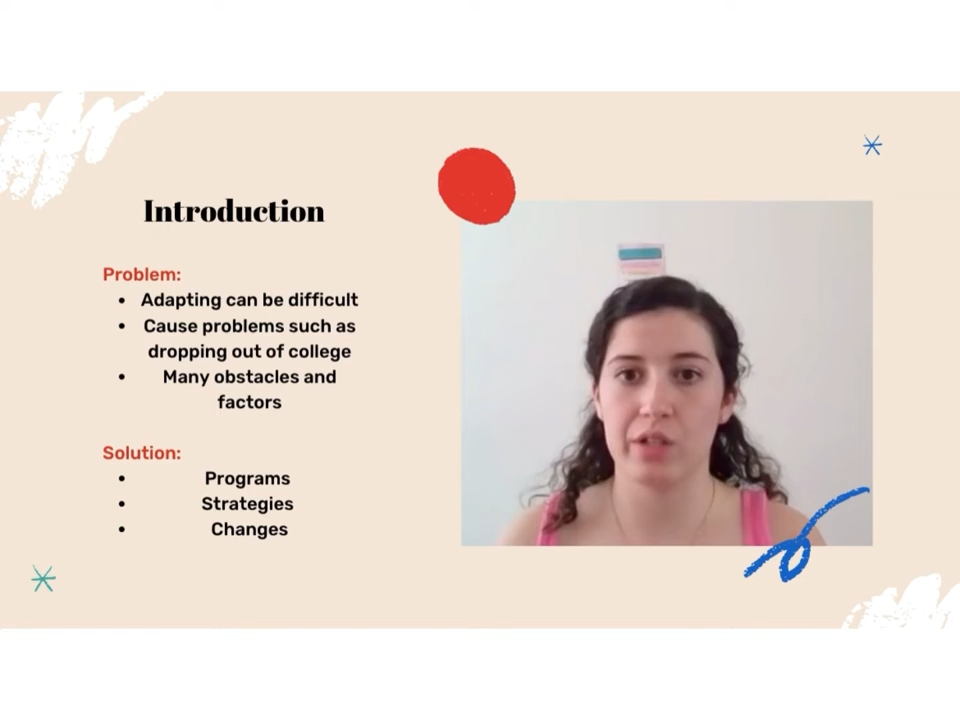 Introduction
Problem:
• Adapting can be difficult
• Cause problems such as
dropping out of college
• Many obstacles and
factors
Solution:
• Programs
• Strategies
• Changes